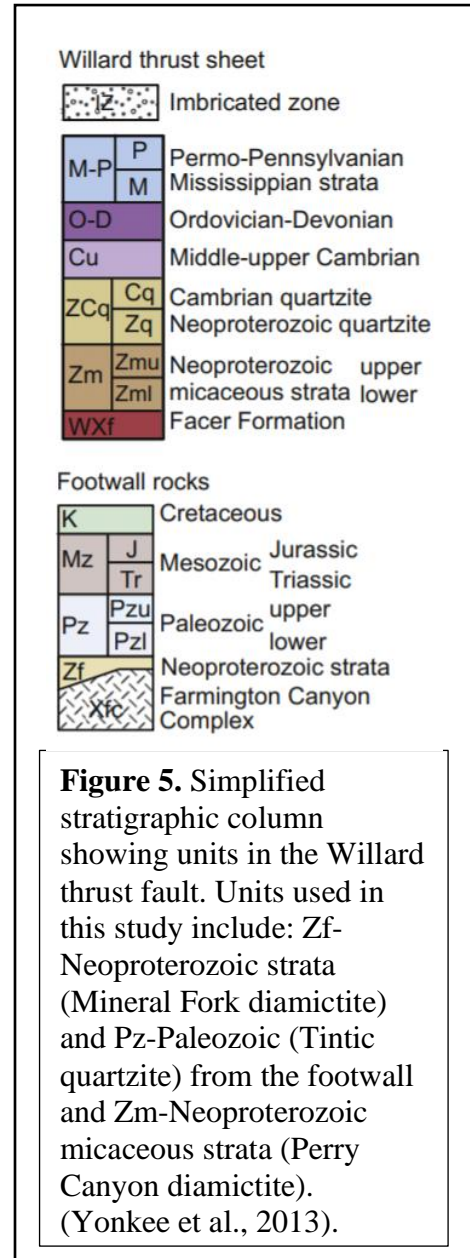 Willard thrust sheet
IZ Imbricated zone
M-P P Permo-Pennsylvanian
M Mississippian strata
O-D Ordovician-Devonian
Cu Middle-upper Cambrian
ZCq Cq Cambrian quartzite
Zq Neoproterozoic quartzite
Zm Zmu Neoproterozoic upper
Zml micaceous strata lower
WXf Facer Formation
Footwall rocks
K Cretaceous
Mz J Mesozoic Jurassic
Tr Triassic
Pz Pzu Paleozoic upper
Pzl lower
Zf Neoproterozoic strata
Xfc Farmington Canyon
Complex
Figure 5. Simplified
stratigraphic column
showing units in the Willard
thrust fault. Units used in
this study include: Zf-
Neoproterozoic strata
(Mineral Fork diamictite)
and Pz-Paleozoic (Tintic
quartzite) from the footwall
and Zm-Neoproterozoic
micaceous strata (Perry
Canyon diamictite).
(Yonkee et al., 2013).